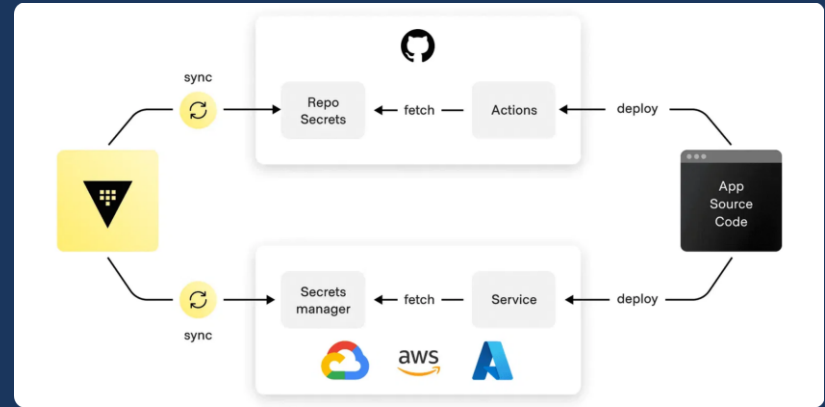 sync
Repo
Secrets
fetch
Actions
deploy
App
Source
Code
Secrets
manager
fetch
Service
deploy
sync
aws